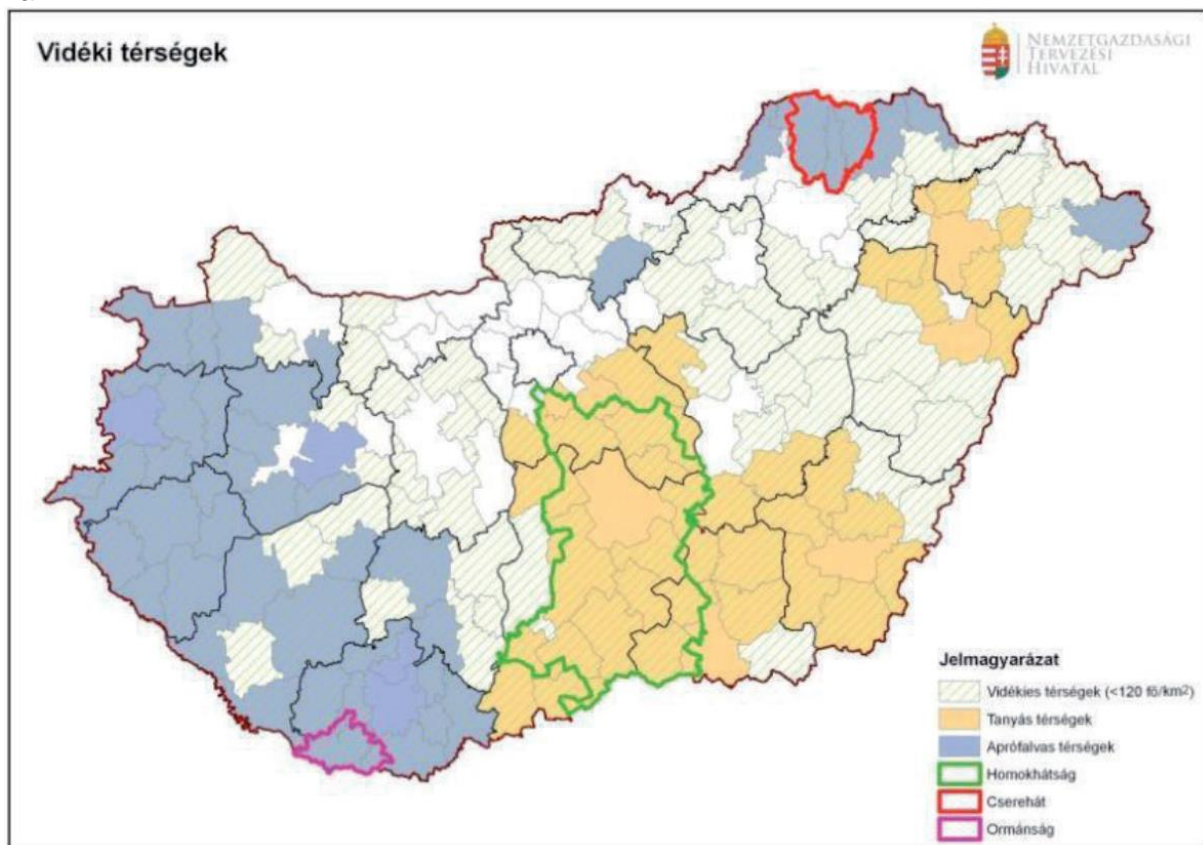 Vidéki térségek
NEMZETGAZDASÁGI
TERVEZÉSI
HIVATAL
Jelmagyarázat
Vidékies térségek (<120 fő/km2)
Tanyás térségek
Aprófalvas térségek
Homokhátság
Cserehát
Ormánság